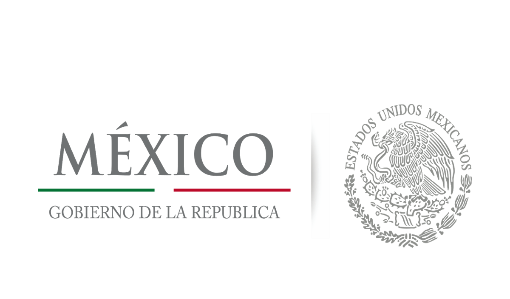 MÉXICO
GOBIERNO DE LA REPUBLICA
ESTADOS UNIDOS MEXICANOS